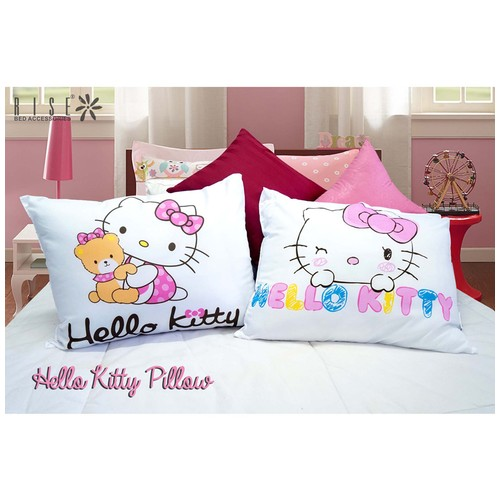 RISE®
BED ACCESSORIES
Hello Kitty
HELLO KITTY
Hello Kitty Pillow